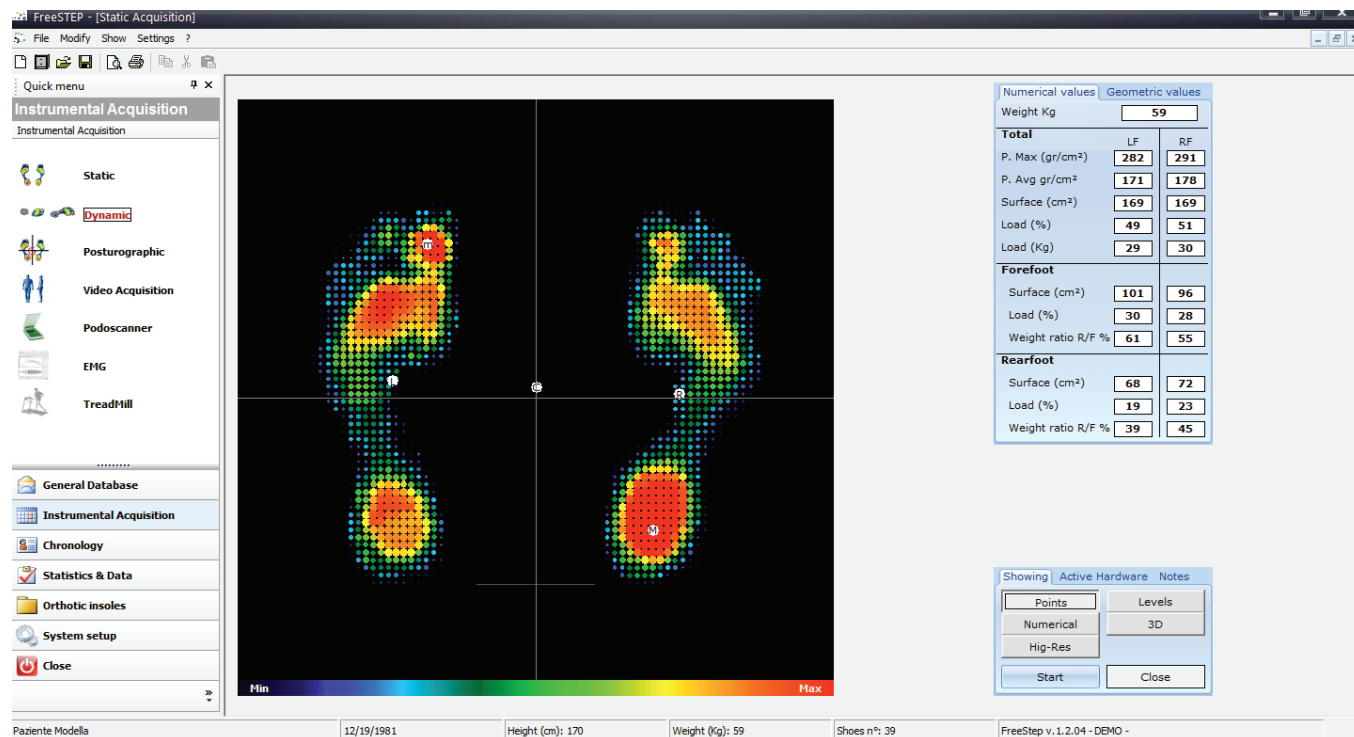 FreeSTEP - [Static Acquisition]
File Modify Show Settings ?
Quick menu
Instrumental Acquisition
Instrumental Acquisition
Static
Dynamic
Posturographic
Video Acquisition
Podoscanner
EMG
TreadMill
General Database
Instrumental Acquisition
Chronology
Statistics & Data
Orthotic insoles
System setup
Close
m
L
C
R
M
Min Max
Numerical values Geometric values
Weight Kg 59
Total LF RF
P. Max (gr/cm²) 282 291
P. Avg gr/cm² 171 178
Surface (cm²) 169 169
Load (%) 49 51
Load (Kg) 29 30
Forefoot
Surface (cm²) 101 96
Load (%) 30 28
Weight ratio R/F % 61 55
Rearfoot
Surface (cm²) 68 72
Load (%) 19 23
Weight ratio R/F % 39 45
Showing Active Hardware Notes
Points Levels
Numerical 3D
Hig-Res
Start Close
Paziente Modella 12/19/1981 Height (cm): 170 Weight (Kg): 59 Shoes n°: 39 FreeStep v.1.2.04 - DEMO -